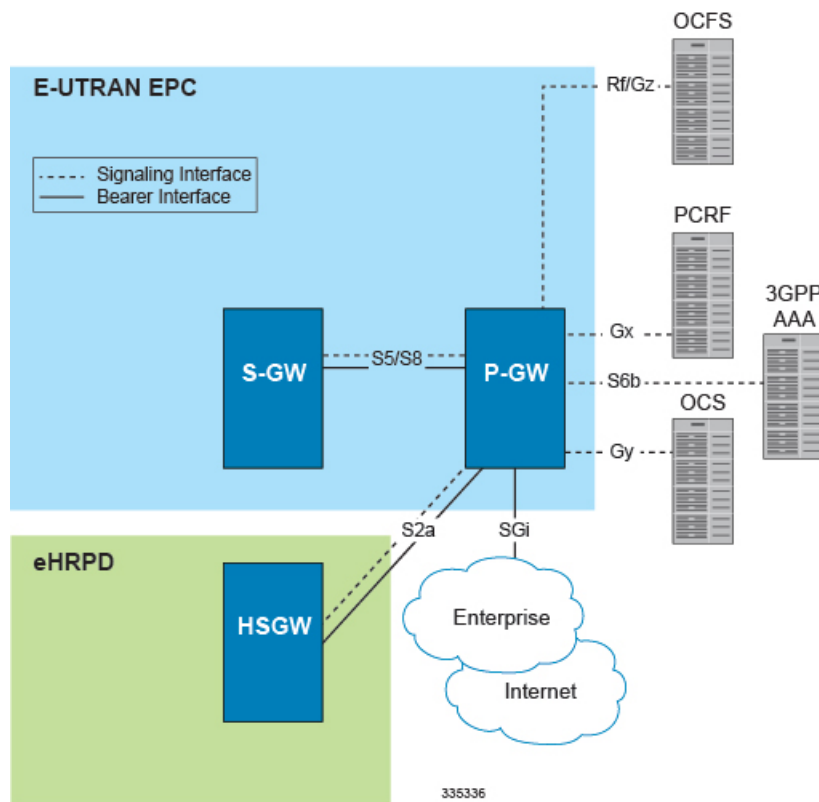 OCFS
E-UTRAN EPC
Rf/Gz
Signaling Interface
Bearer Interface
PCRF
3GPP
AAA
Gx
S5/S8
S-GW
P-GW
S6b
OCS
Gy
S2a
SGi
eHRPD
HSGW
Enterprise
Internet
335336